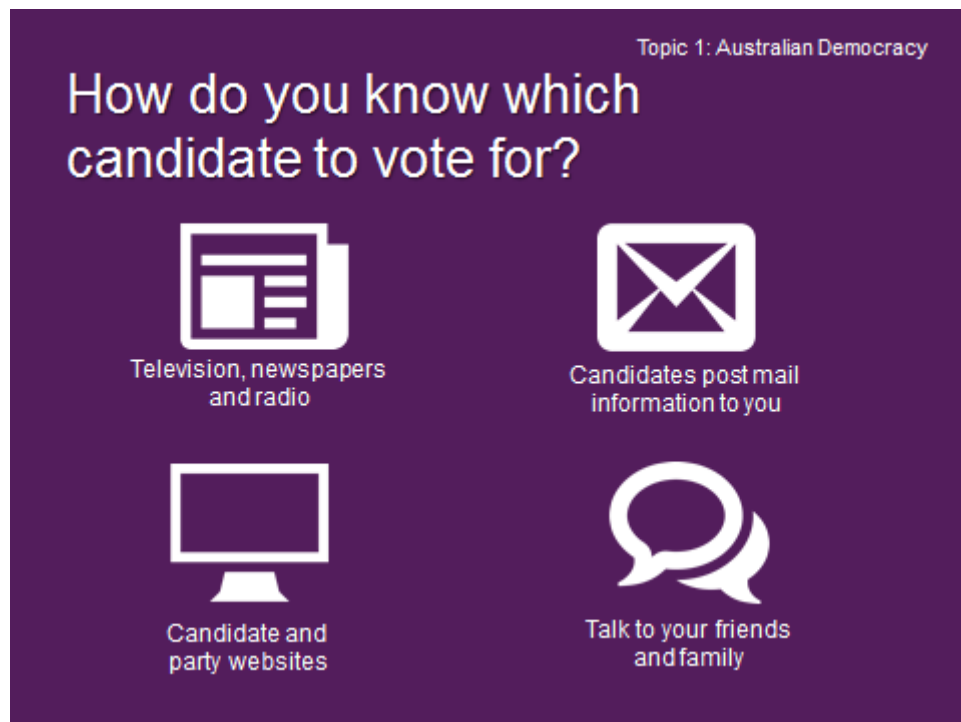 Topic 1: Australian Democracy
How do you know which
candidate to vote for?
Television, newspapers
and radio
Candidates post mail
information to you
Candidate and
party websites
Talk to your friends
and family